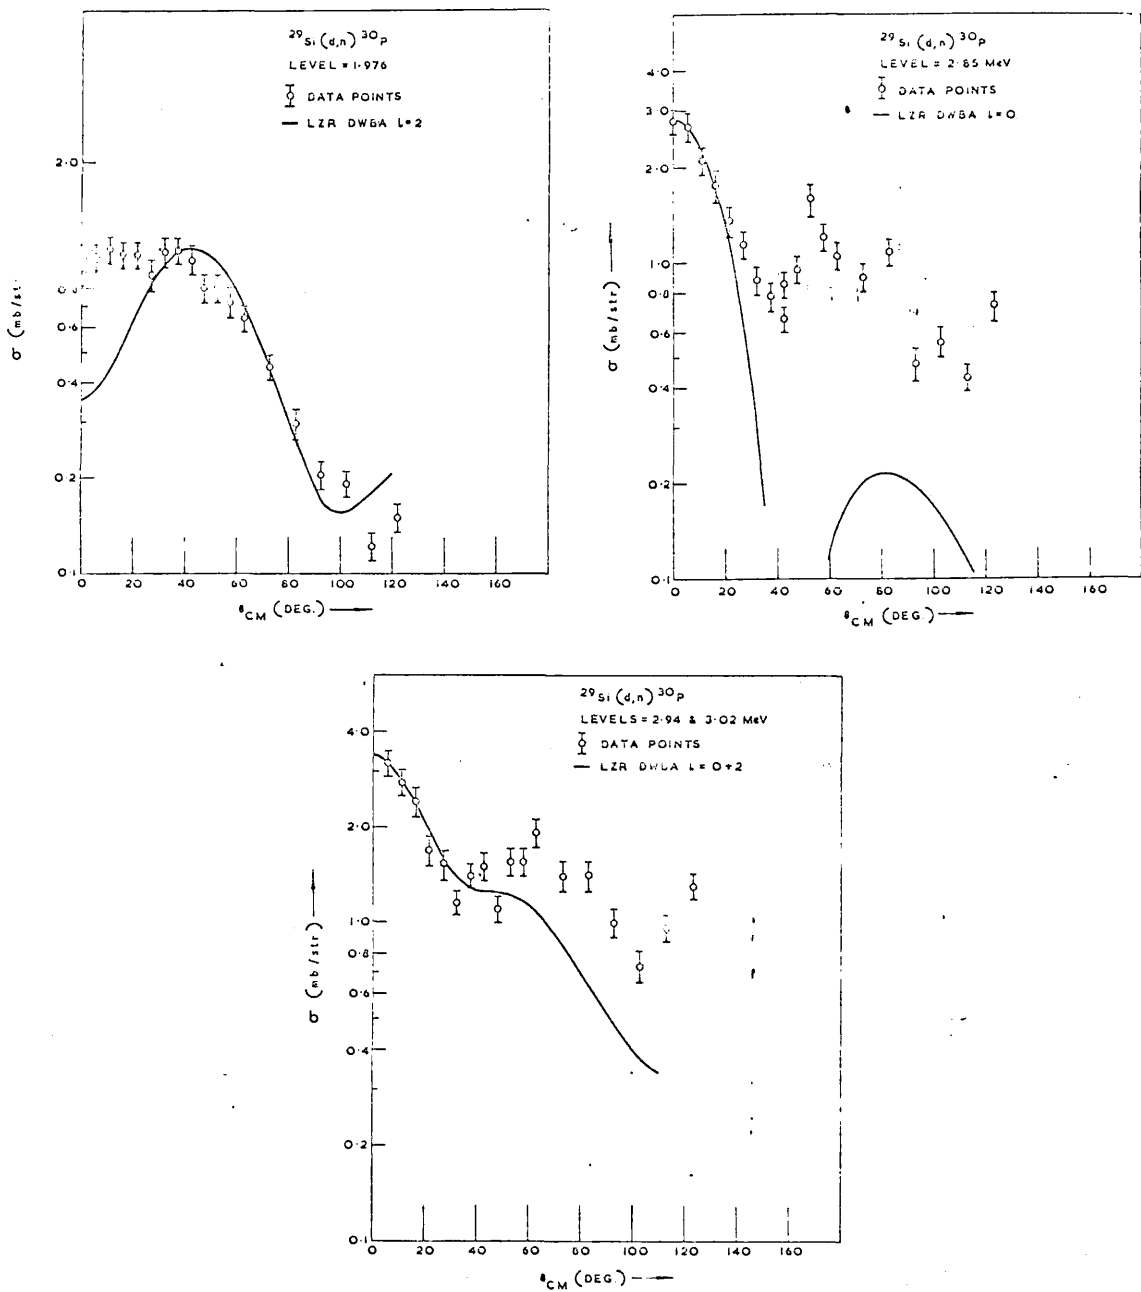 29Si (d,n) 30P
LEVEL = 1·976
DATA POINTS
LZR DWBA L=2
2·0
0·6
0·4
0·2
0·1
σ (mb/str
0 20 40 60 80 100 120 140 160
θCM (DEG.)
29Si (d,n) 30P
LEVEL = 2·85 MeV
DATA POINTS
LZR DWBA L=0
4·0
3·0
2·0
1·0
0·8
0·6
0·4
0·2
0·1
σ (mb/str)
0 20 40 60 80 100 120 140 160
θCM (DEG.)
29Si (d,n) 30P
LEVELS = 2·94 & 3·02 MeV
DATA POINTS
LZR DWBA L = 0+2
4·0
2·0
1·0
0·8
0·6
0·4
0·2
0·1
σ (mb/str)
0 20 40 60 80 100 120 140 160
θCM (DEG.)